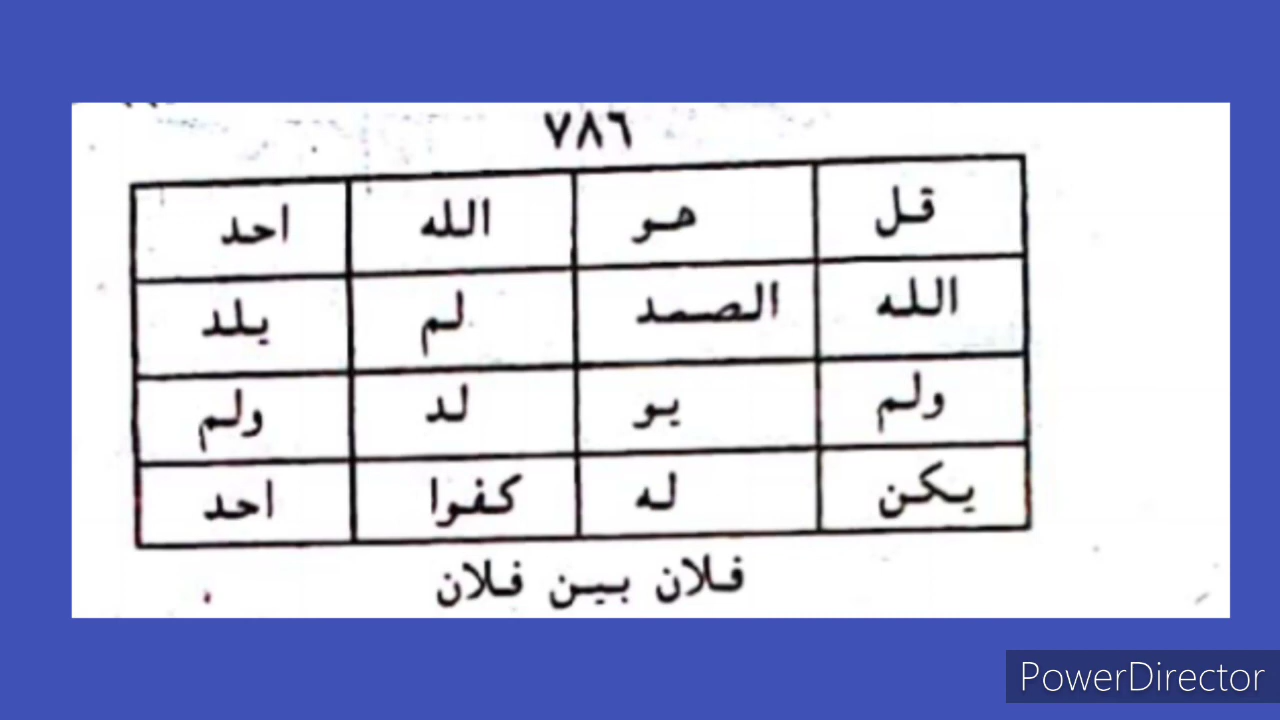 ٧٨٦
قل هو الله احد
الله الصمد لم يلد
ولم يو لد ولم
يكن له كفوا احد
فلان بين فلان
PowerDirector